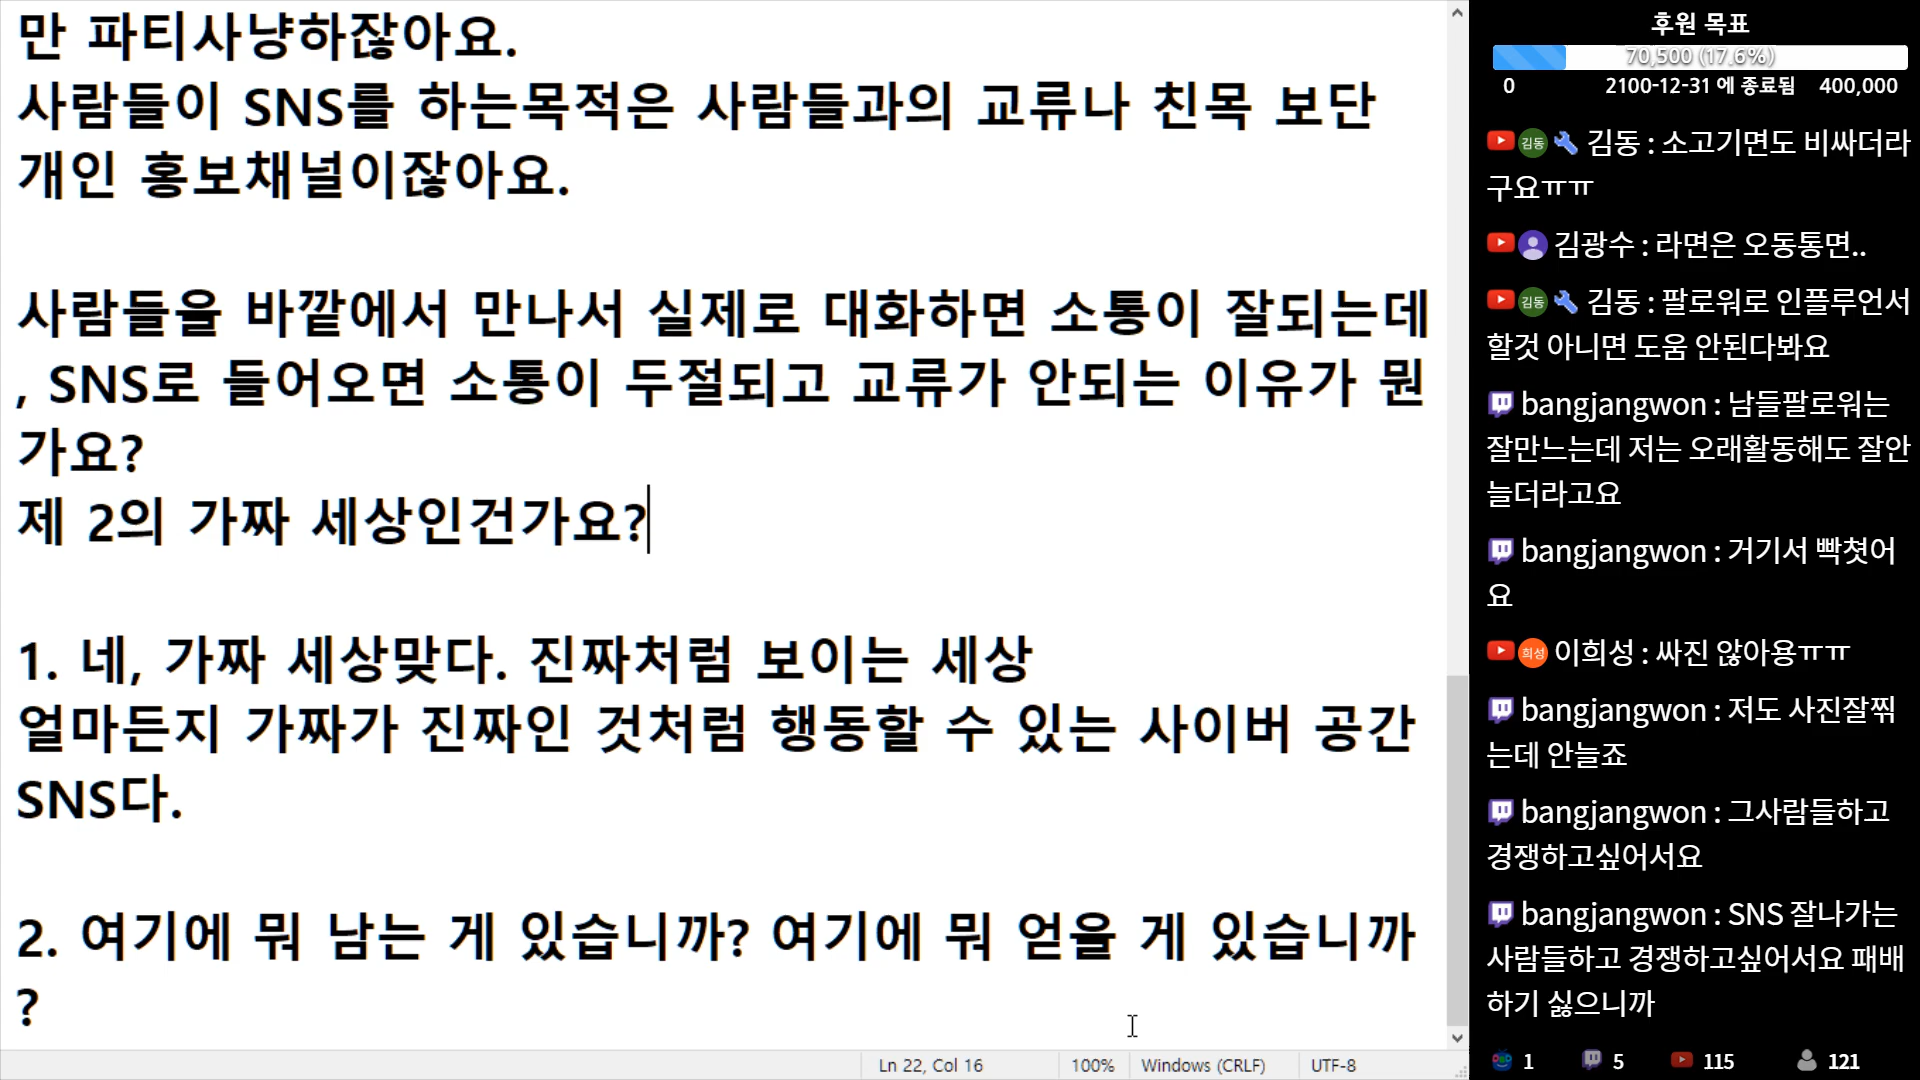 만 파티사냥하잖아요.
사람들이 SNS를 하는목적은 사람들과의 교류나 친목 보단
개인 홍보채널이잖아요.
사람들을 바깥에서 만나서 실제로 대화하면 소통이 잘되는데
, SNS로 들어오면 소통이 두절되고 교류가 안되는 이유가 뭔
가요?
제 2의 가짜 세상인건가요?
1. 네, 가짜 세상맞다. 진짜처럼 보이는 세상
얼마든지 가짜가 진짜인 것처럼 행동할 수 있는 사이버 공간
SNS다.
2. 여기에 뭐 남는 게 있습니까? 여기에 뭐 얻을 게 있습니까
?
Ln 22, Col 16
100%
Windows (CRLF)
UTF-8
후원 목표
70,500 (17.6%)
0 2100-12-31 에 종료됨 400,000
김동 김동 : 소고기면도 비싸더라
구요ㅠㅠ
김광수 : 라면은 오동통면..
김동 김동 : 팔로워로 인플루언서
할것 아니면 도움 안된다봐요
bangjangwon : 남들팔로워는
잘만느는데 저는 오래활동해도 잘안
늘더라고요
bangjangwon : 거기서 빡쳣어
요
희성 이희성 : 싸진 않아용ㅠㅠ
bangjangwon : 저도 사진잘찎
는데 안늘죠
bangjangwon : 그사람들하고
경쟁하고싶어서요
bangjangwon : SNS 잘나가는
사람들하고 경쟁하고싶어서요 패배
하기 싫으니까
1 5 115 121